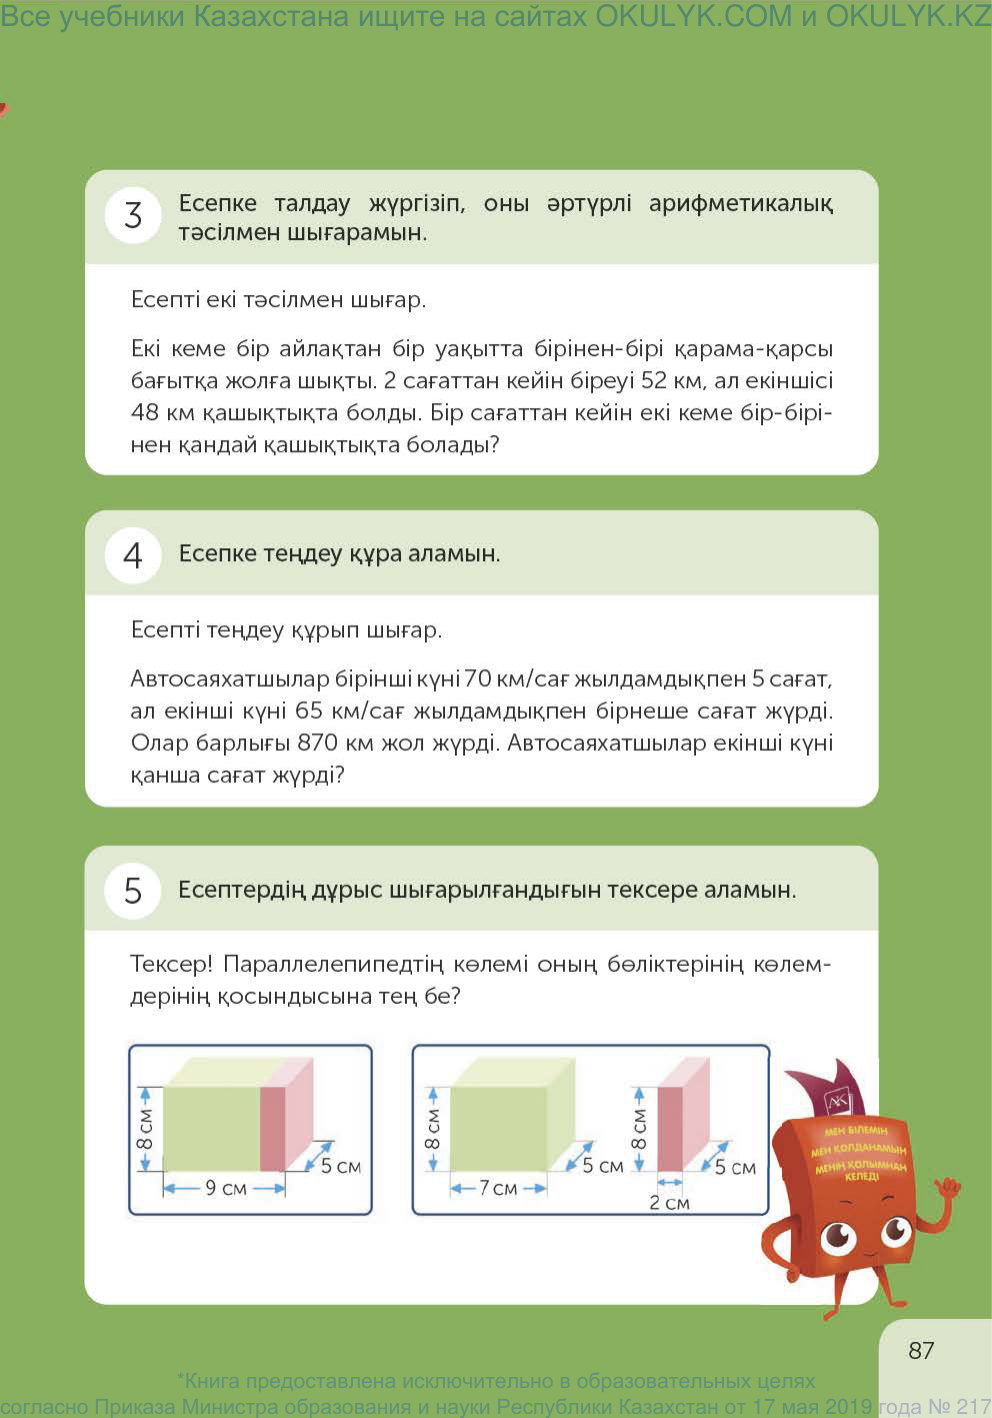 Все учебники Казахстана ищите на сайтах OKULYK.COM и OKULYK.KZ
3
Есепке талдау жүргізіп, оны әртүрлі арифметикалық
тәсілмен шығарамын.
Есепті екі тәсілмен шығар.
Екі кеме бір айлақтан бір уақытта бірінен-бірі қарама-қарсы
бағытқа жолға шықты. 2 сағаттан кейін біреуі 52 км, ал екіншісі
48 км қашықтықта болды. Бір сағаттан кейін екі кеме бір-бірі-
нен қандай қашықтықта болады?
4
Есепке теңдеу құра аламын.
Есепті теңдеу құрып шығар.
Автосаяхатшылар бірінші күні 70 км/сағ жылдамдықпен 5 сағат,
ал екінші күні 65 км/сағ жылдамдықпен бірнеше сағат жүрді.
Олар барлығы 870 км жол жүрді. Автосаяхатшылар екінші күні
қанша сағат жүрді?
5
Есептердің дұрыс шығарылғандығын тексере аламын.
Тексер! Параллелепипедтің көлемі оның бөліктерінің көлем-
дерінің қосындысына тең бе?
8 см
5 см
9 см
8 см
5 см
7 см
8 см
5 см
2 см
АК
МЕН БІЛЕМІН
МЕН ҚОЛДАНАМЫН
МЕНІҢ ҚОЛЫМНАН
КЕЛЕДІ
87
*Книга предоставлена исключительно в образовательных целях
согласно Приказа Министра образования и науки Республики Казахстан от 17 мая 2019 года № 217